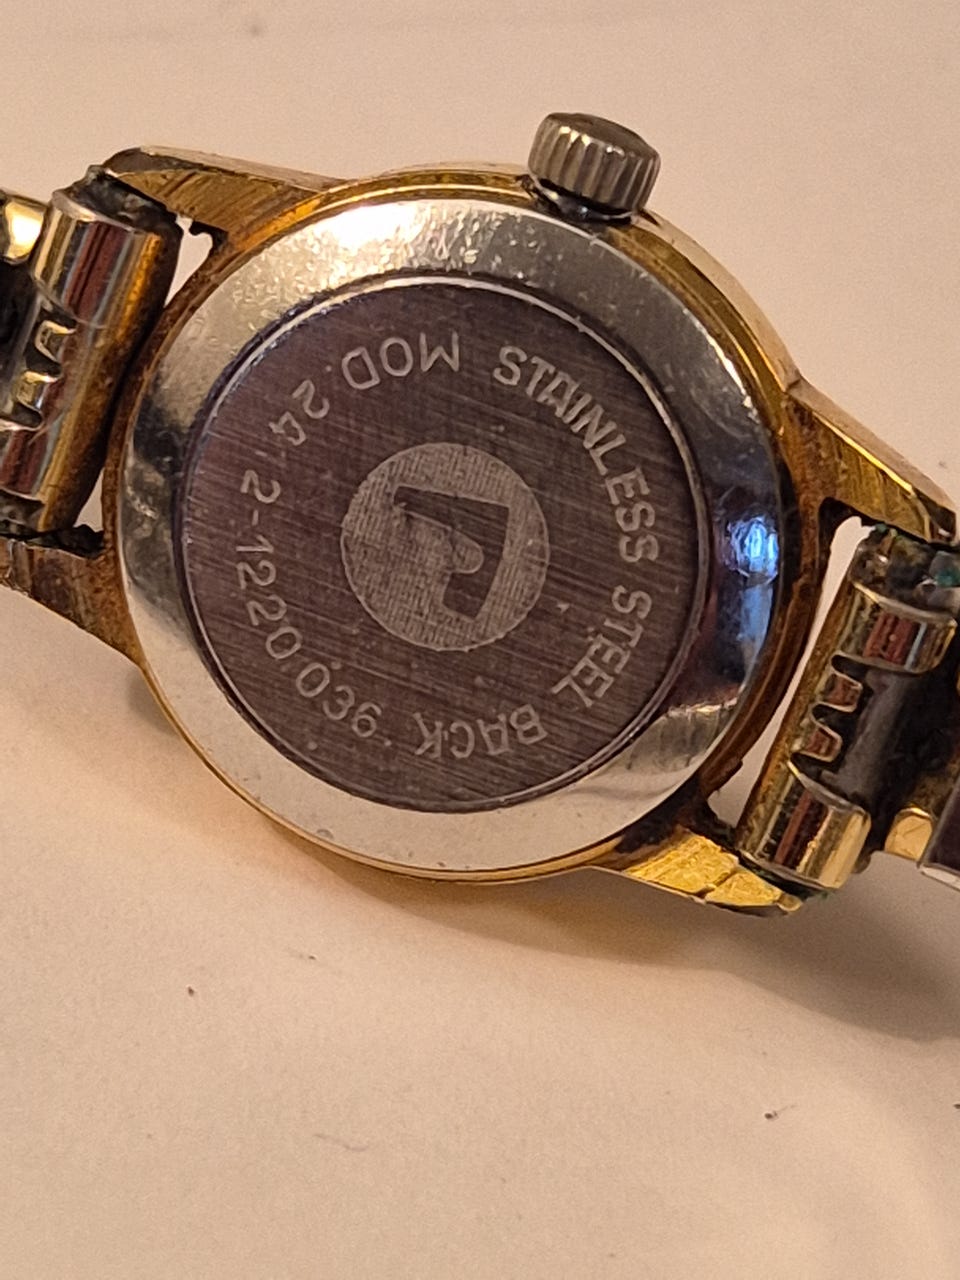 STAINLESS STEEL BACK
MOD. 24 2-1220.036